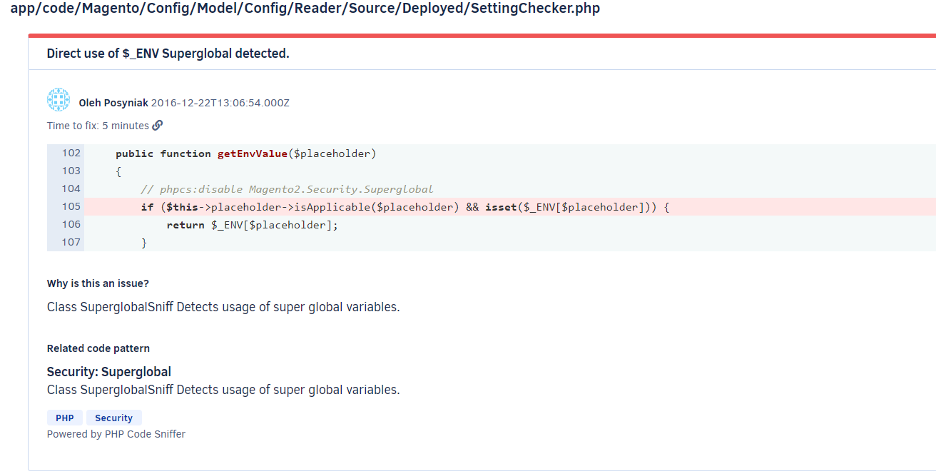 app/code/Magento/Config/Model/Config/Reader/Source/Deployed/SettingChecker.php
Direct use of $_ENV Superglobal detected.
Oleh Posyniak 2016-12-22T13:06:54.000Z
Time to fix: 5 minutes
102 public function getEnvValue($placeholder)
103 {
104 // phpcs:disable Magento2.Security.Superglobal
105 if ($this->placeholder->isApplicable($placeholder) && isset($_ENV[$placeholder])) {
106 return $_ENV[$placeholder];
107 }
Why is this an issue?
Class SuperglobalSniff Detects usage of super global variables.
Related code pattern
Security: Superglobal
Class SuperglobalSniff Detects usage of super global variables.
PHP Security
Powered by PHP Code Sniffer